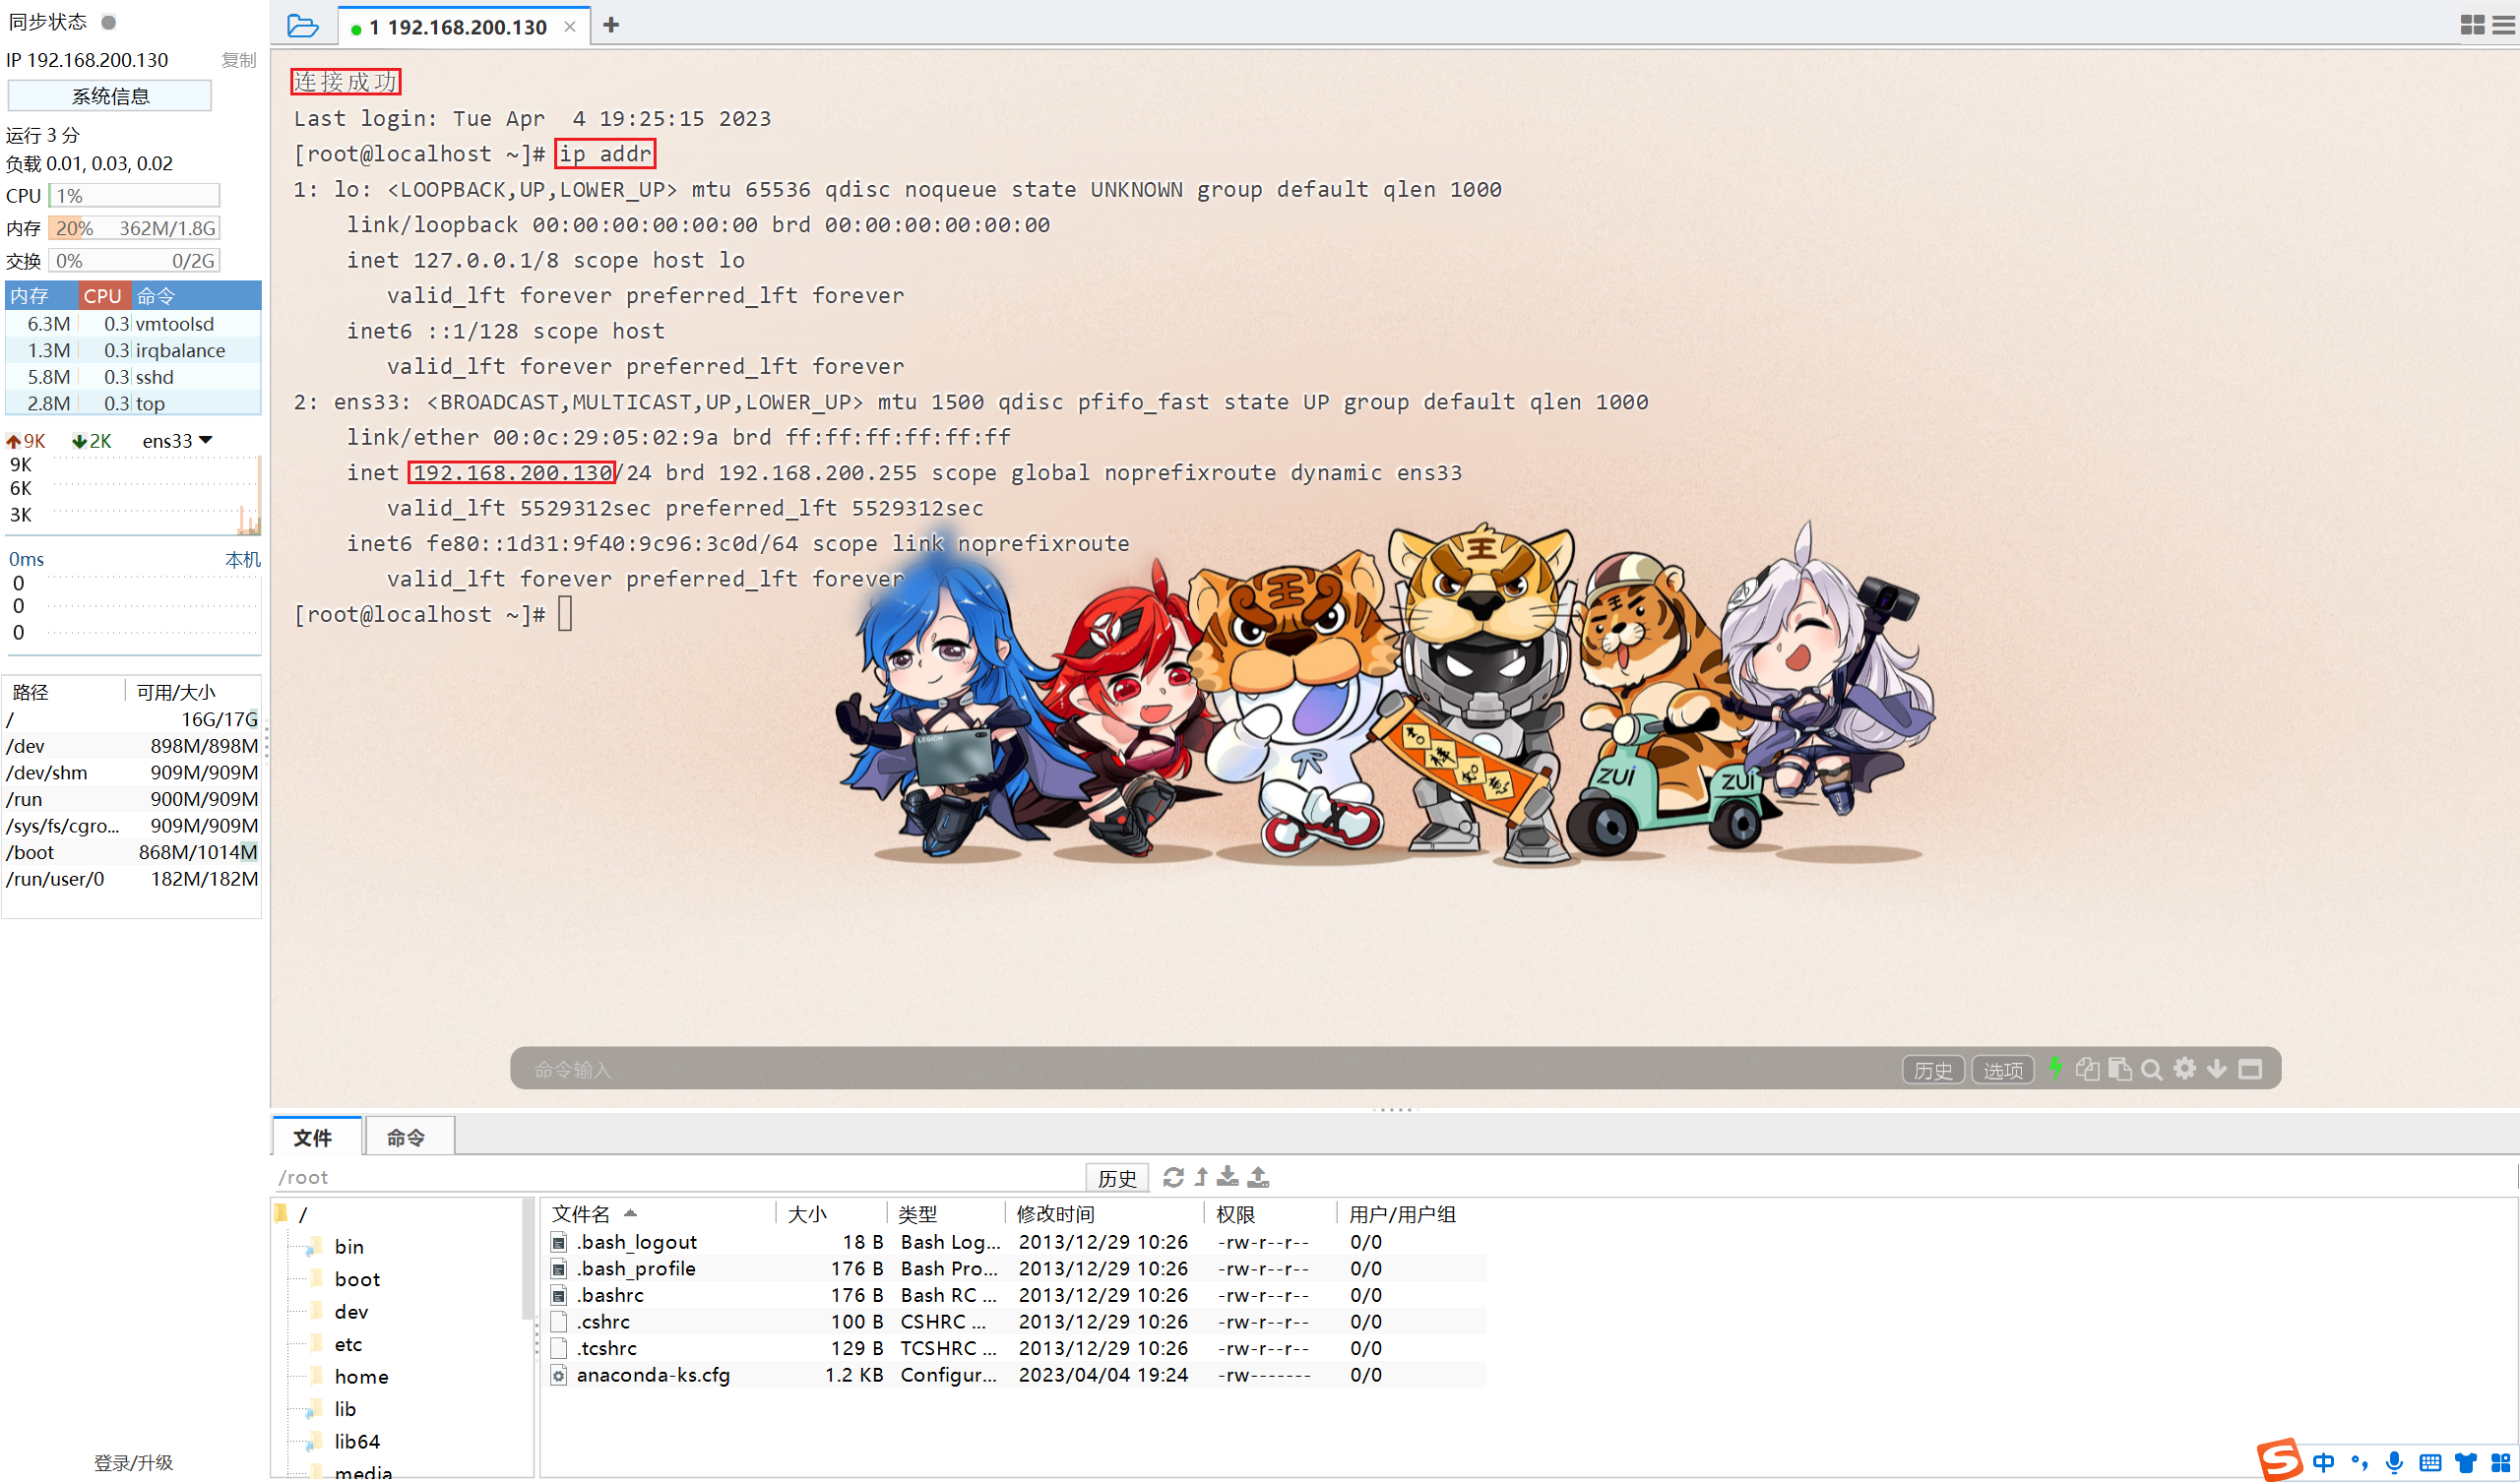 同步状态
IP 192.168.200.130 复制
系统信息
运行 3 分
负载 0.01, 0.03, 0.02
CPU 1%
内存 20% 362M/1.8G
交换 0% 0/2G
内存 CPU 命令
6.3M 0.3 vmtoolsd
1.3M 0.3 irqbalance
5.8M 0.3 sshd
2.8M 0.3 top
9K 2K ens33
9K
6K
3K
0ms 本机
0
0
0
路径 可用/大小
/ 16G/17G
/dev 898M/898M
/dev/shm 909M/909M
/run 900M/909M
/sys/fs/cgro... 909M/909M
/boot 868M/1014M
/run/user/0 182M/182M
登录/升级
1 192.168.200.130
连接成功
Last login: Tue Apr  4 19:25:15 2023
[root@localhost ~]# ip addr
1: lo: <LOOPBACK,UP,LOWER_UP> mtu 65536 qdisc noqueue state UNKNOWN group default qlen 1000
link/loopback 00:00:00:00:00:00 brd 00:00:00:00:00:00
inet 127.0.0.1/8 scope host lo
valid_lft forever preferred_lft forever
inet6 ::1/128 scope host
valid_lft forever preferred_lft forever
2: ens33: <BROADCAST,MULTICAST,UP,LOWER_UP> mtu 1500 qdisc pfifo_fast state UP group default qlen 1000
link/ether 00:0c:29:05:02:9a brd ff:ff:ff:ff:ff:ff
inet 192.168.200.130/24 brd 192.168.200.255 scope global noprefixroute dynamic ens33
valid_lft 5529312sec preferred_lft 5529312sec
inet6 fe80::1d31:9f40:9c96:3c0d/64 scope link noprefixroute
valid_lft forever preferred_lft forever
[root@localhost ~]#
王
王
王
LEGION
ZUI
ZUI
命令输入 历史 选项
文件 命令
/root 历史
/
bin
boot
dev
etc
home
lib
lib64
media
文件名 大小 类型 修改时间 权限 用户/用户组
.bash_logout 18 B Bash Log... 2013/12/29 10:26 -rw-r--r-- 0/0
.bash_profile 176 B Bash Pro... 2013/12/29 10:26 -rw-r--r-- 0/0
.bashrc 176 B Bash RC ... 2013/12/29 10:26 -rw-r--r-- 0/0
.cshrc 100 B CSHRC ... 2013/12/29 10:26 -rw-r--r-- 0/0
.tcshrc 129 B TCSHRC ... 2013/12/29 10:26 -rw-r--r-- 0/0
anaconda-ks.cfg 1.2 KB Configur... 2023/04/04 19:24 -rw------- 0/0
中